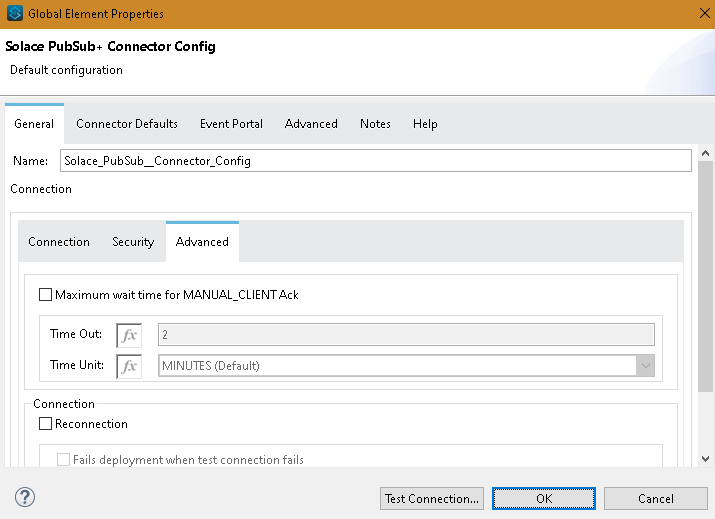 Global Element Properties
Solace PubSub+ Connector Config
Default configuration
General Connector Defaults Event Portal Advanced Notes Help
Name: Solace_PubSub__Connector_Config
Connection
Connection Security Advanced
Maximum wait time for MANUAL_CLIENT Ack
Time Out: fx 2
Time Unit: fx MINUTES (Default)
Connection
Reconnection
Fails deployment when test connection fails
? Test Connection... OK Cancel